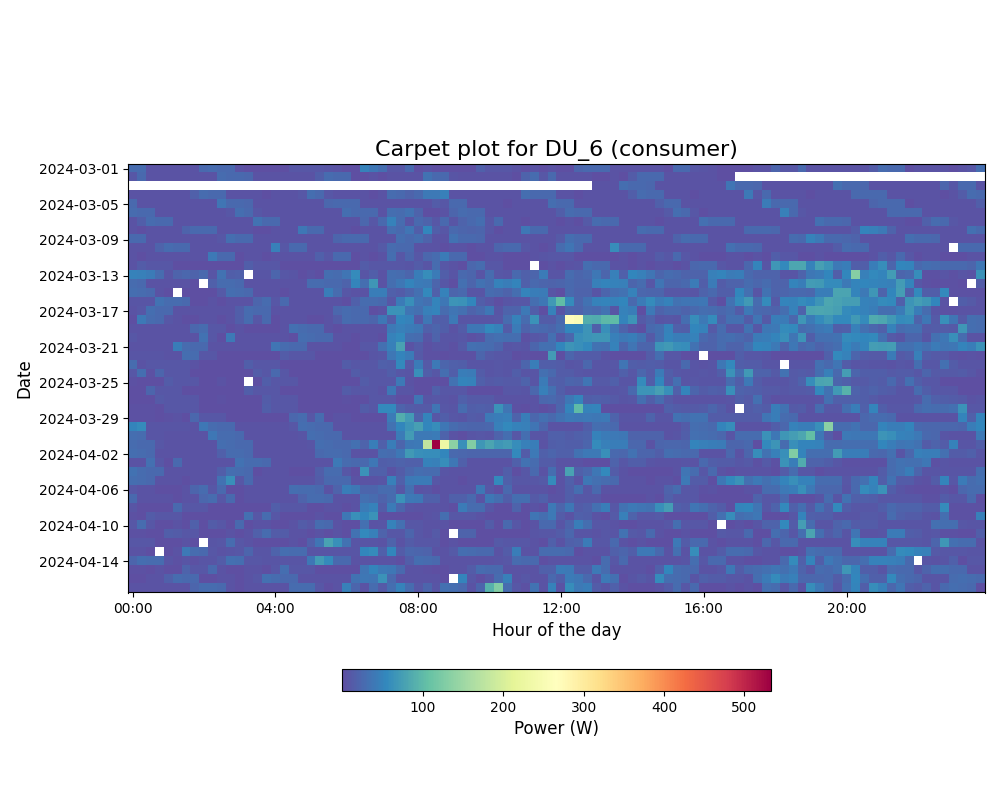 Carpet plot for DU_6 (consumer)
2024-03-01
2024-03-05
2024-03-09
2024-03-13
2024-03-17
2024-03-21
2024-03-25
2024-03-29
2024-04-02
2024-04-06
2024-04-10
2024-04-14
Date
00:00 04:00 08:00 12:00 16:00 20:00
Hour of the day
100 200 300 400 500
Power (W)